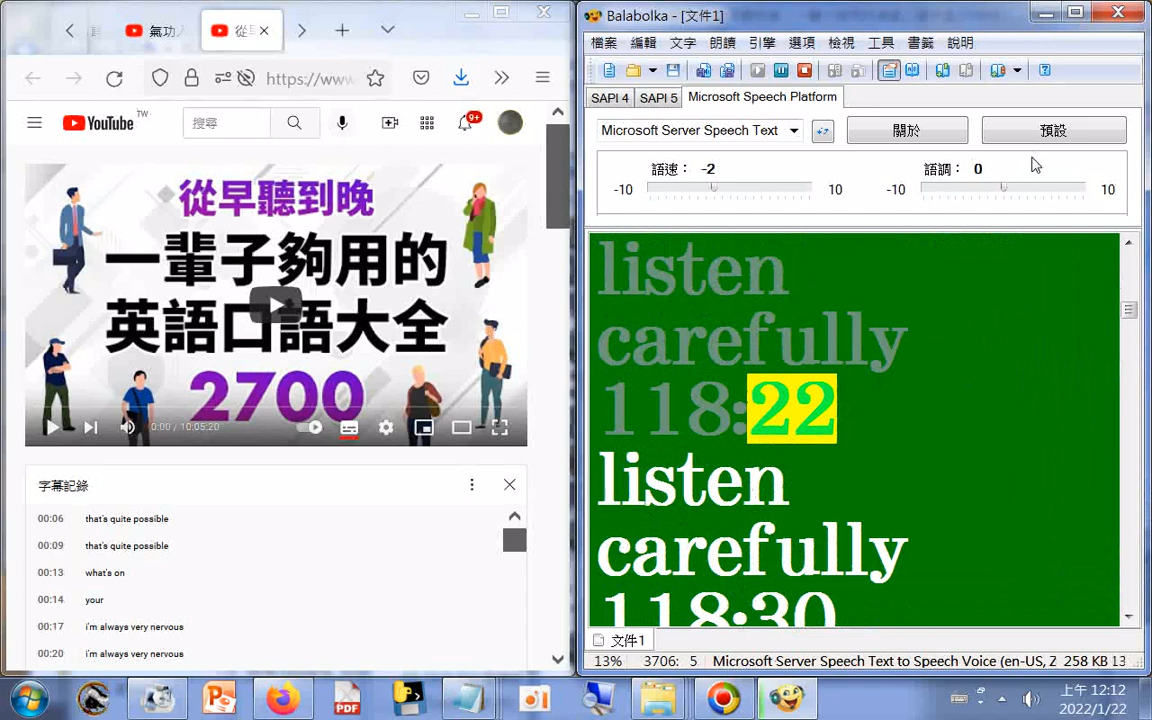 氣功
從
https://www
YouTube TW
搜尋
9+
從早聽到晚
一輩子夠用的
英語口語大全
2700
0:00 / 10:05:20
字幕記錄
00:06 that's quite possible
00:09 that's quite possible
00:13 what's on
00:14 your
00:17 i'm always very nervous
00:20 i'm always very nervous
Balabolka - [文件1]
檔案 編輯 文字 朗讀 引擎 選項 檢視 工具 書籤 說明
SAPI 4 SAPI 5 Microsoft Speech Platform
Microsoft Server Speech Text 關於 預設
語速： -2 語調： 0
-10 10 -10 10
listen
carefully
118:22
listen
carefully
118:30
文件1
13% 3706: 5 Microsoft Server Speech Text to Speech Voice (en-US, Z 258 KB 13
PDF
上午 12:12
2022/1/22